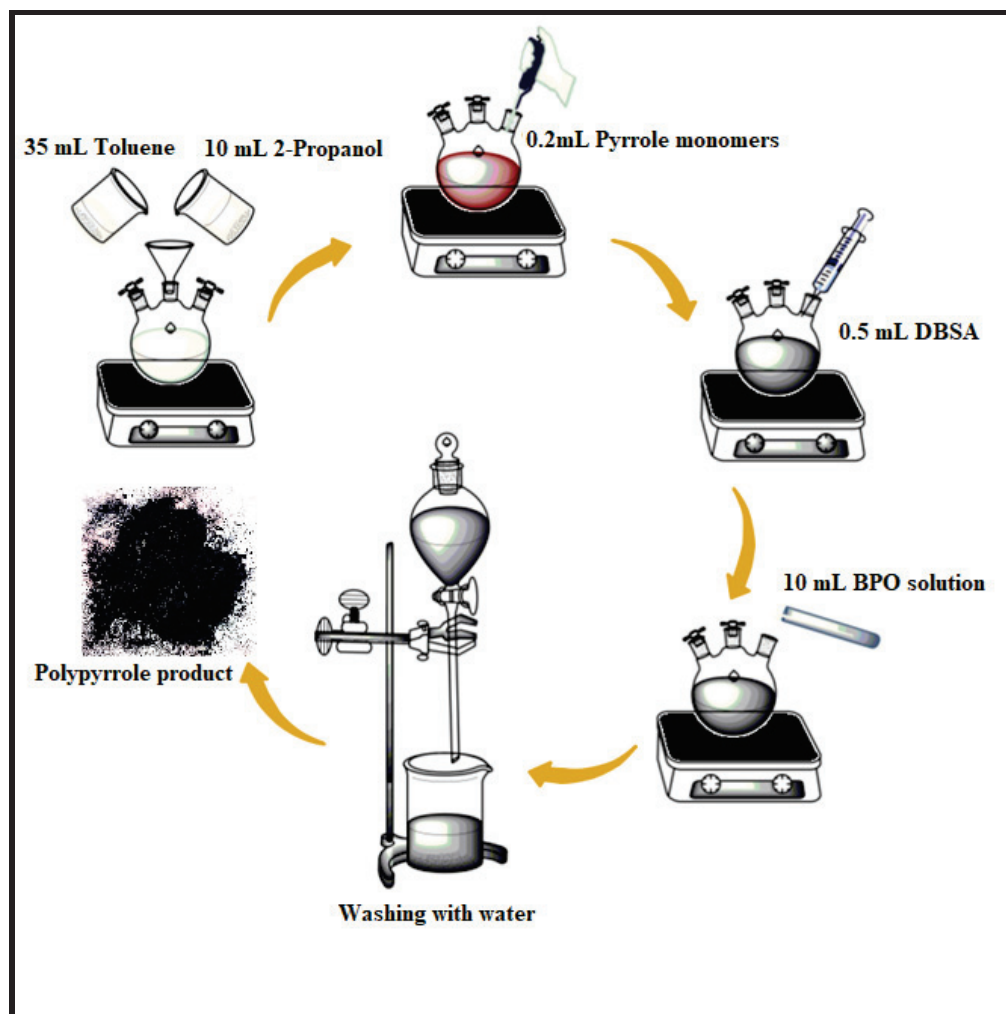 35 mL Toluene
10 mL 2-Propanol
0.2mL Pyrrole monomers
0.5 mL DBSA
10 mL BPO solution
Washing with water
Polypyrrole product